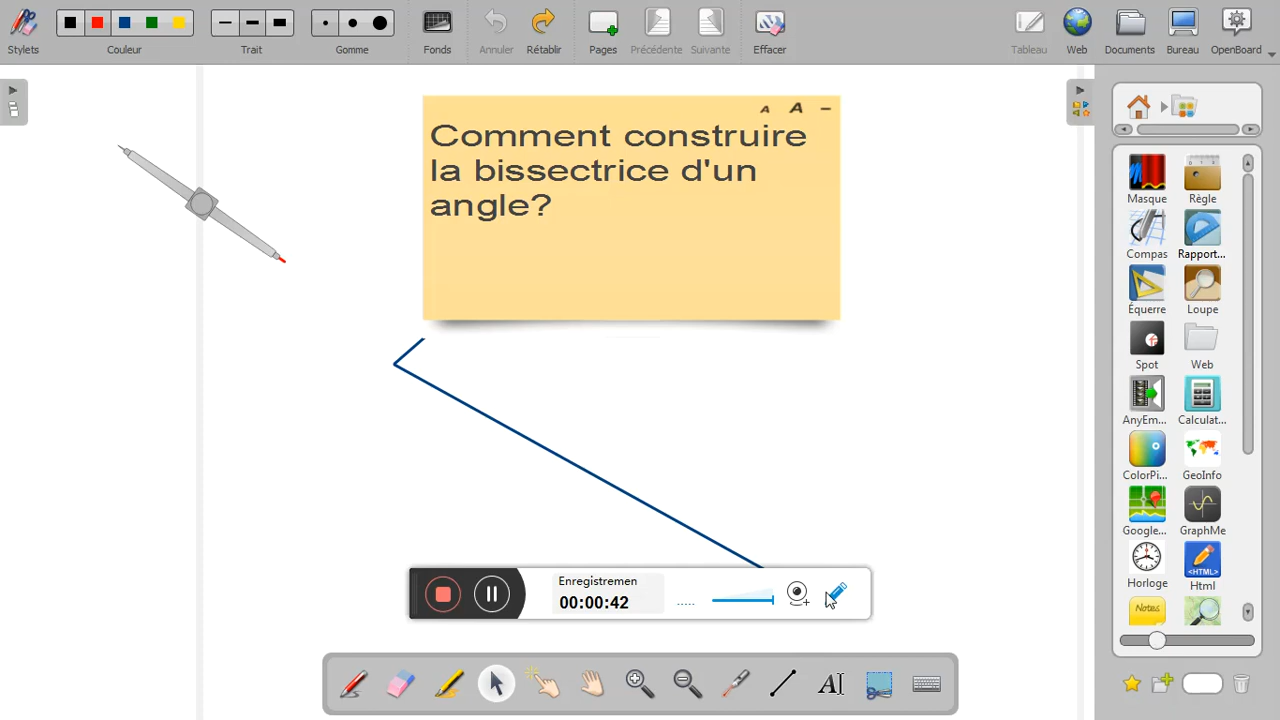 Stylets
Couleur
Trait
Gomme
Fonds
Annuler
Rétablir
Pages
Précédente
Suivante
Effacer
Tableau
Web
Documents
Bureau
OpenBoard
A A –
Comment construire
la bissectrice d'un
angle?
Masque
Règle
Compas
Rapport...
Équerre
Loupe
Spot
Web
AnyEm...
Calculat...
ColorPi...
GeoInfo
Google...
GraphMe
Horloge
<HTML>
Html
Notes
Enregistremen
00:00:42
AI